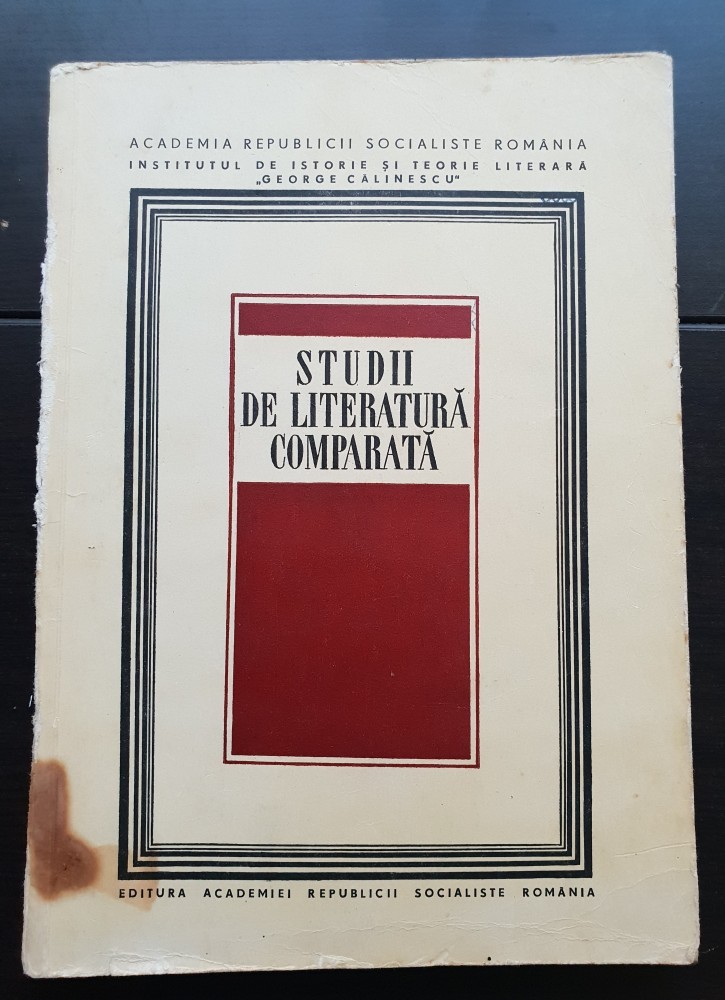 ACADEMIA REPUBLICII SOCIALISTE ROMÂNIA
INSTITUTUL DE ISTORIE ȘI TEORIE LITERARĂ
„GEORGE CĂLINESCU“
STUDII
DE LITERATURĂ
COMPARATĂ
EDITURA ACADEMIEI REPUBLICII SOCIALISTE ROMÂNIA